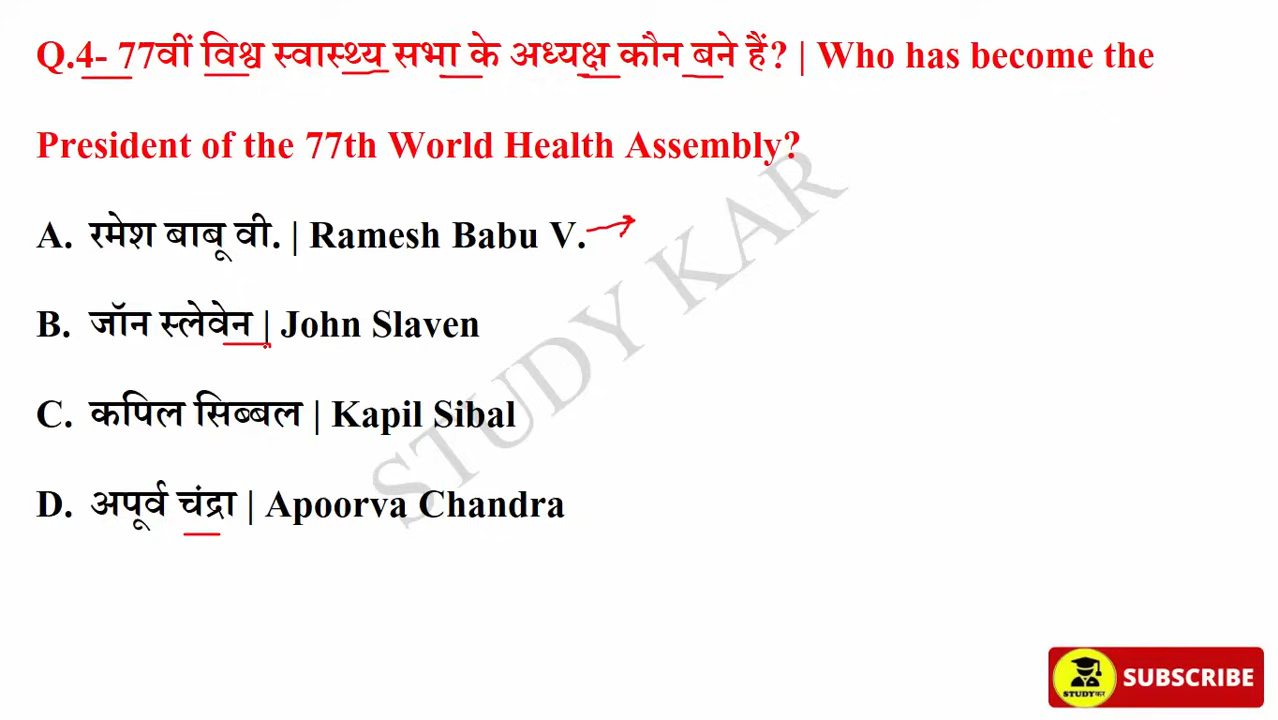 Q.4- 77वीं विश्व स्वास्थ्य सभा के अध्यक्ष कौन बने हैं? | Who has become the
President of the 77th World Health Assembly?
A. रमेश बाबू वी. | Ramesh Babu V.
B. जॉन स्लेवेन | John Slaven
C. कपिल सिब्बल | Kapil Sibal
D. अपूर्व चंद्रा | Apoorva Chandra
STUDY KAR
STUDYकर
SUBSCRIBE